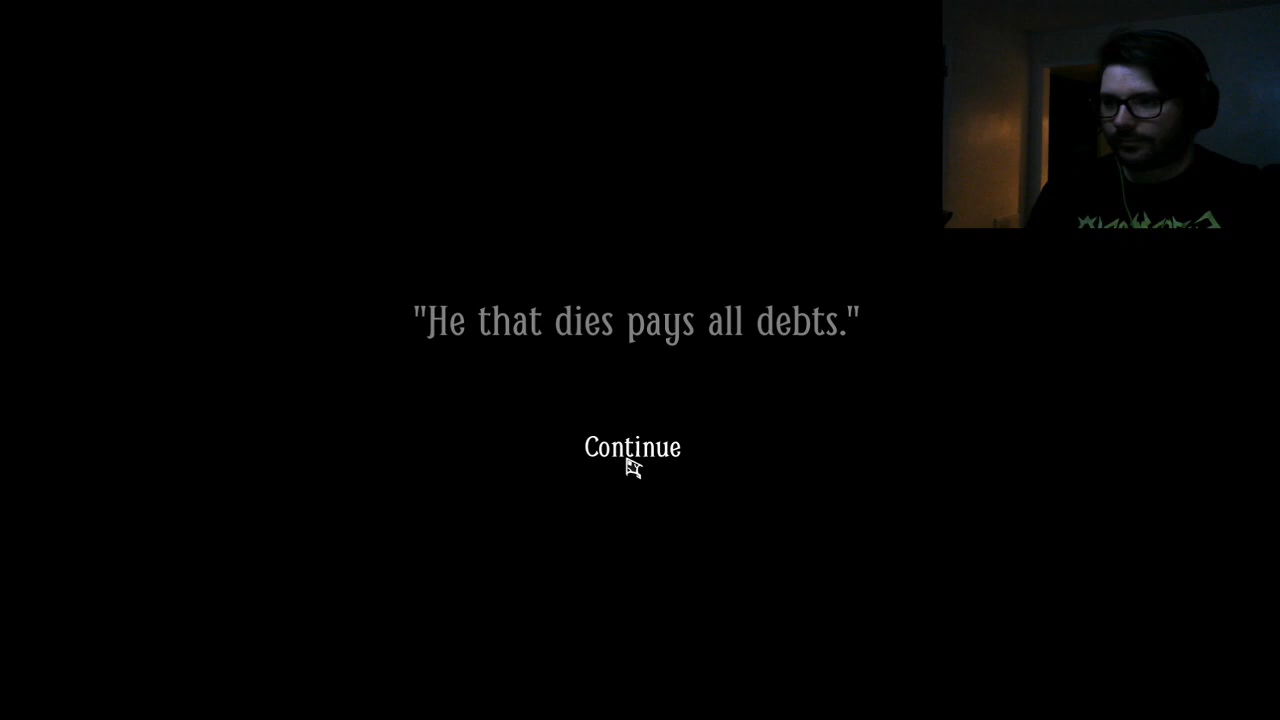 "He that dies pays all debts."
Continue